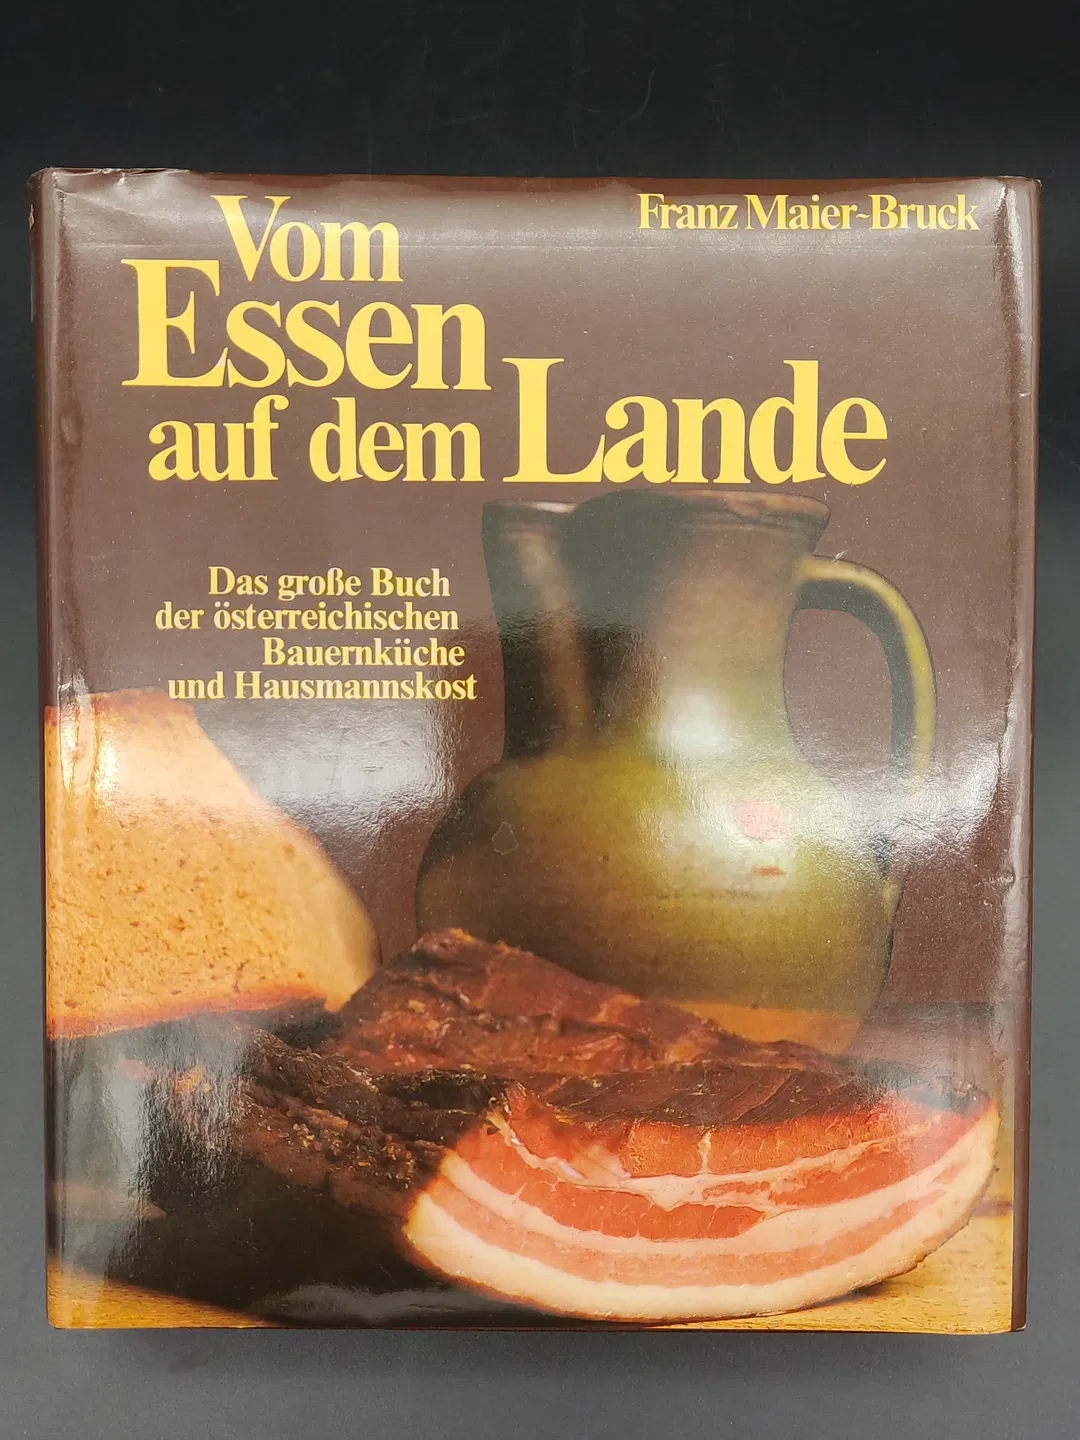 Franz Maier-Bruck
Vom
Essen
auf dem Lande
Das große Buch
der österreichischen
Bauernküche
und Hausmannskost